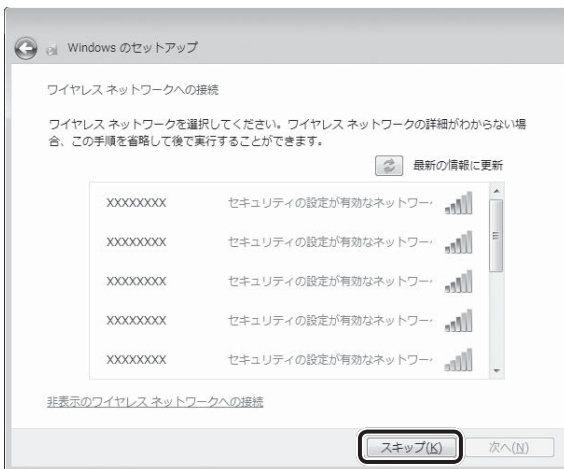 Windows のセットアップ
ワイヤレス ネットワークへの接続
ワイヤレス ネットワークを選択してください。ワイヤレス ネットワークの詳細がわからない場
合、この手順を省略して後で実行することができます。
最新の情報に更新
XXXXXXXX セキュリティの設定が有効なネットワー
XXXXXXXX セキュリティの設定が有効なネットワー
XXXXXXXX セキュリティの設定が有効なネットワー
XXXXXXXX セキュリティの設定が有効なネットワー
XXXXXXXX セキュリティの設定が有効なネットワー
非表示のワイヤレス ネットワークへの接続
スキップ(K) 次へ(N)